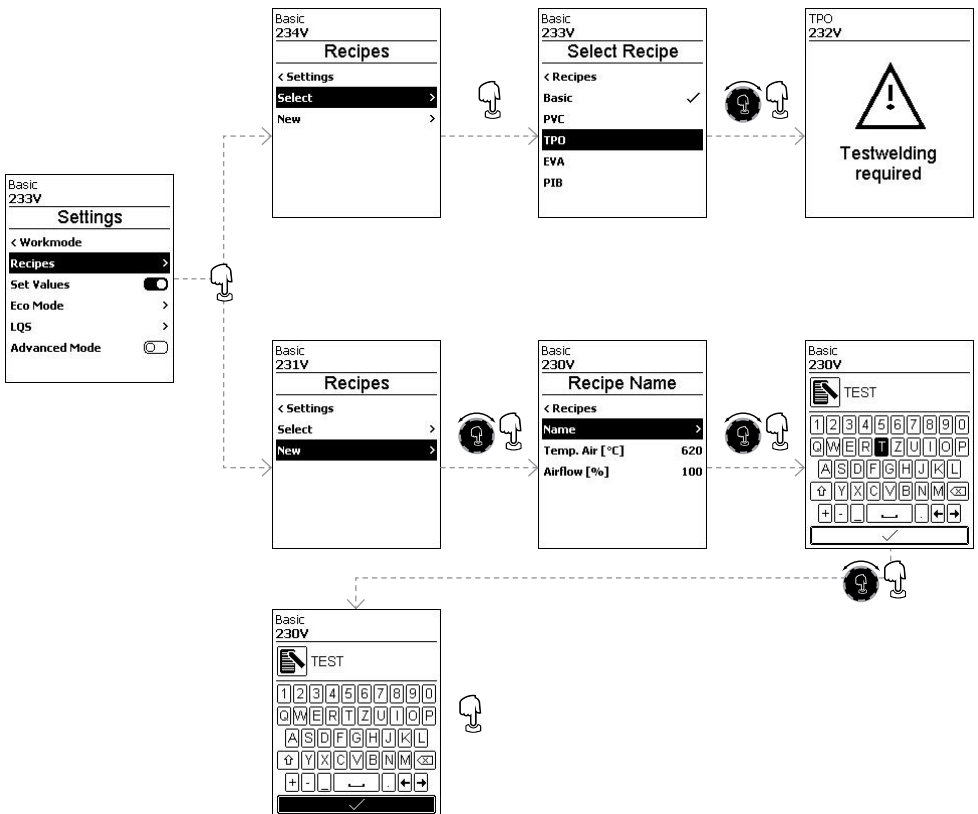 Basic
234V
Recipes
< Settings
Select >
New >
Basic
233V
Select Recipe
< Recipes
Basic ✓
PVC
TPO
EVA
PIB
TPO
232V
!
Testwelding
required
Basic
233V
Settings
< Workmode
Recipes >
Set Values
Eco Mode >
LQS >
Advanced Mode
Basic
231V
Recipes
< Settings
Select >
New >
Basic
230V
Recipe Name
< Recipes
Name >
Temp. Air [°C] 620
Airflow [%] 100
Basic
230V
TEST
1 2 3 4 5 6 7 8 9 0
Q W E R T Z U I O P
A S D F G H J K L
⇧ Y X C V B N M ⌫
+ - _ ⎵ . ← →
✓
Basic
230V
TEST
1 2 3 4 5 6 7 8 9 0
Q W E R T Z U I O P
A S D F G H J K L
⇧ Y X C V B N M ⌫
+ - _ ⎵ . ← →
✓